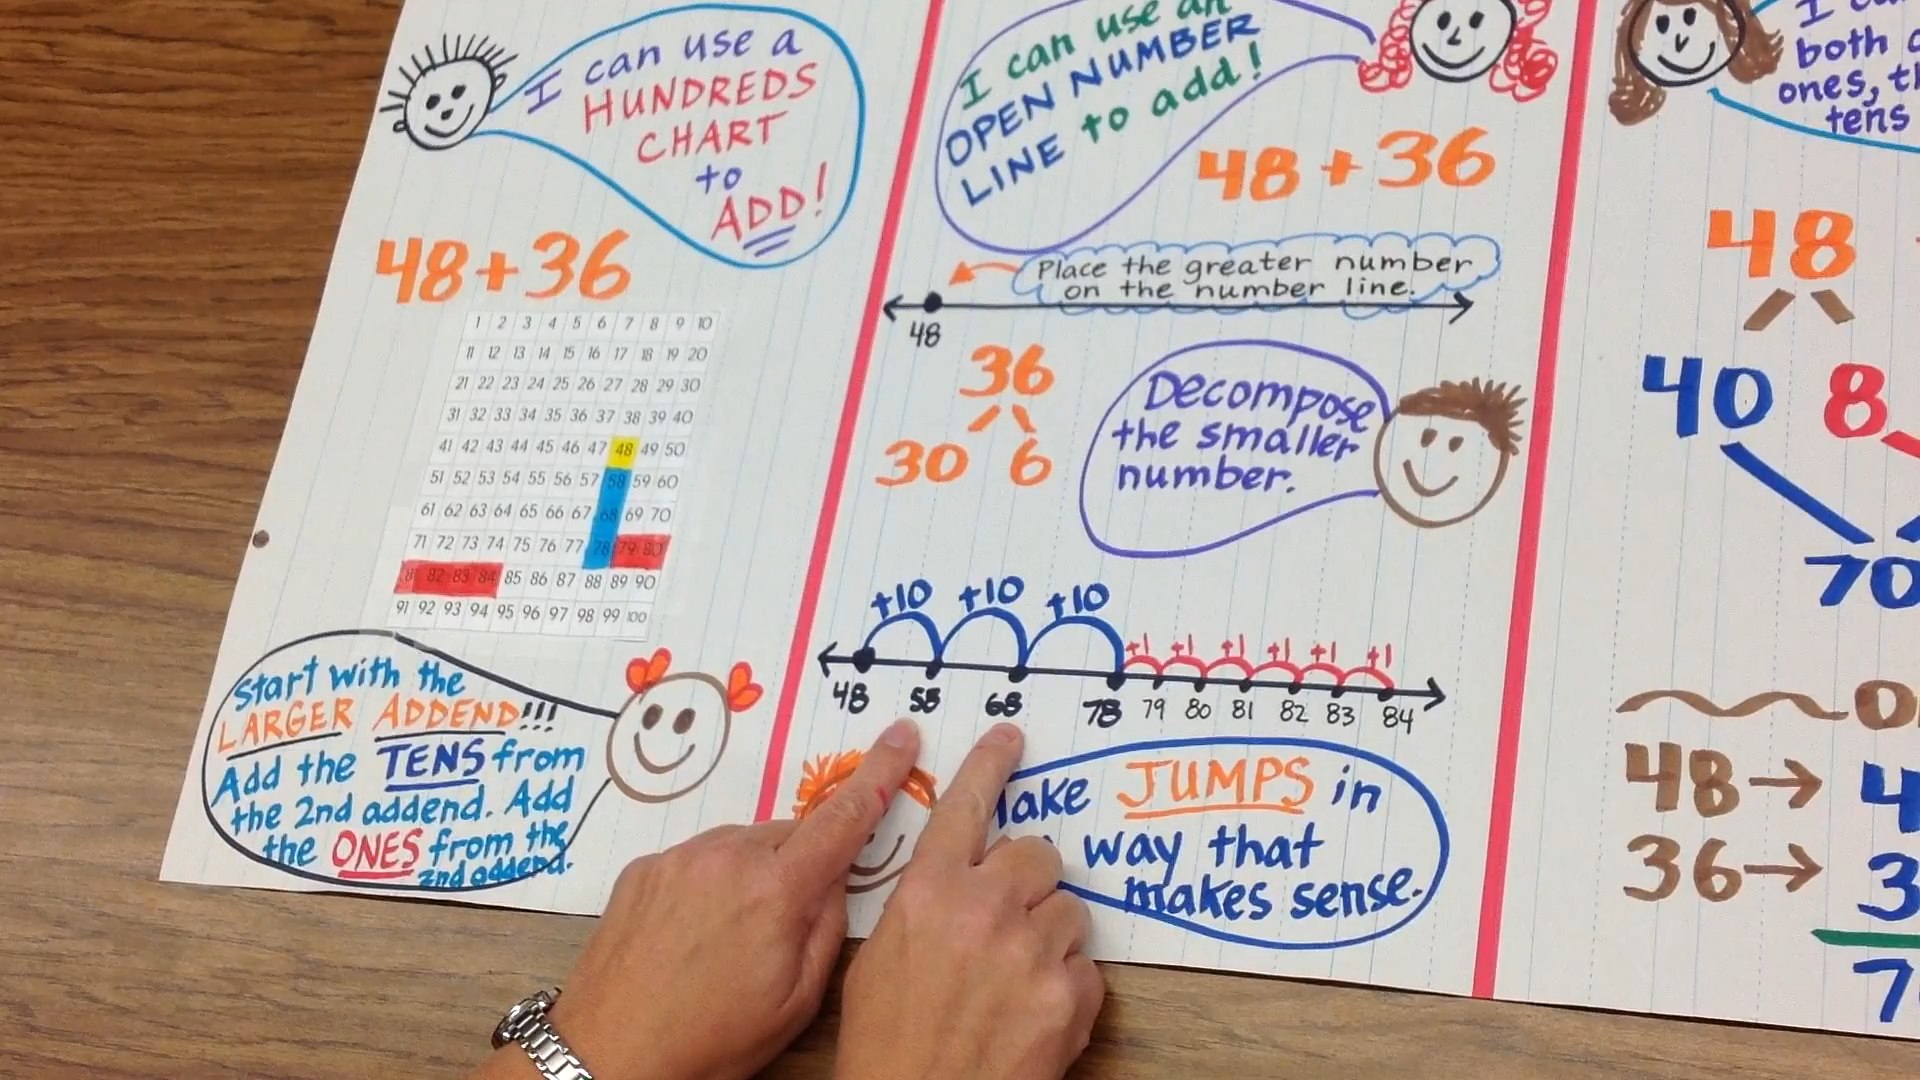 I can use a
HUNDREDS
CHART
to
ADD!
48+36
1 2 3 4 5 6 7 8 9 10
11 12 13 14 15 16 17 18 19 20
21 22 23 24 25 26 27 28 29 30
31 32 33 34 35 36 37 38 39 40
41 42 43 44 45 46 47 48 49 50
51 52 53 54 55 56 57 58 59 60
61 62 63 64 65 66 67 68 69 70
71 72 73 74 75 76 77 78 79 80
81 82 83 84 85 86 87 88 89 90
91 92 93 94 95 96 97 98 99 100
Start with the
LARGER ADDEND!!!
Add the TENS from
the 2nd addend. Add
the ONES from the
2nd addend.
I can use an
OPEN NUMBER
LINE to add!
48+36
Place the greater number
on the number line.
48
36
30 6
Decompose
the smaller
number.
+10 +10 +10 +1 +1 +1 +1 +1 +1
48 58 68 78 79 80 81 82 83 84
ake JUMPS in
way that
makes sense.
both
ones,
tens
48
40 8
70
48→ 4
36→ 3
7